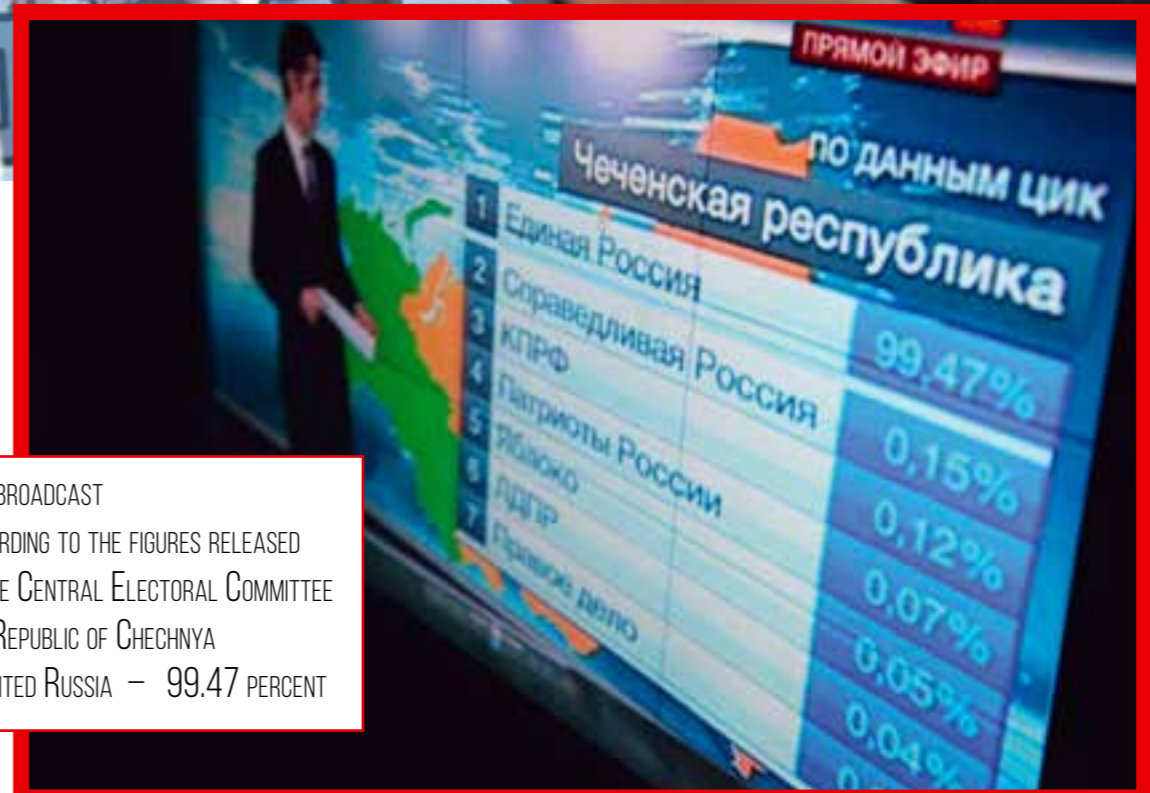 ПРЯМОЙ ЭФИР
ПО ДАННЫМ ЦИК
Чеченская республика
1 Единая Россия 99,47%
2 Справедливая Россия 0,15%
3 КПРФ 0,12%
4 Патриоты России 0,07%
5 Яблоко 0,05%
6 ЛДПР 0,04%
7 Правое дело
BROADCAST
RDING TO THE FIGURES RELEASED
E CENTRAL ELECTORAL COMMITTEE
REPUBLIC OF CHECHNYA
ITED RUSSIA – 99.47 PERCENT